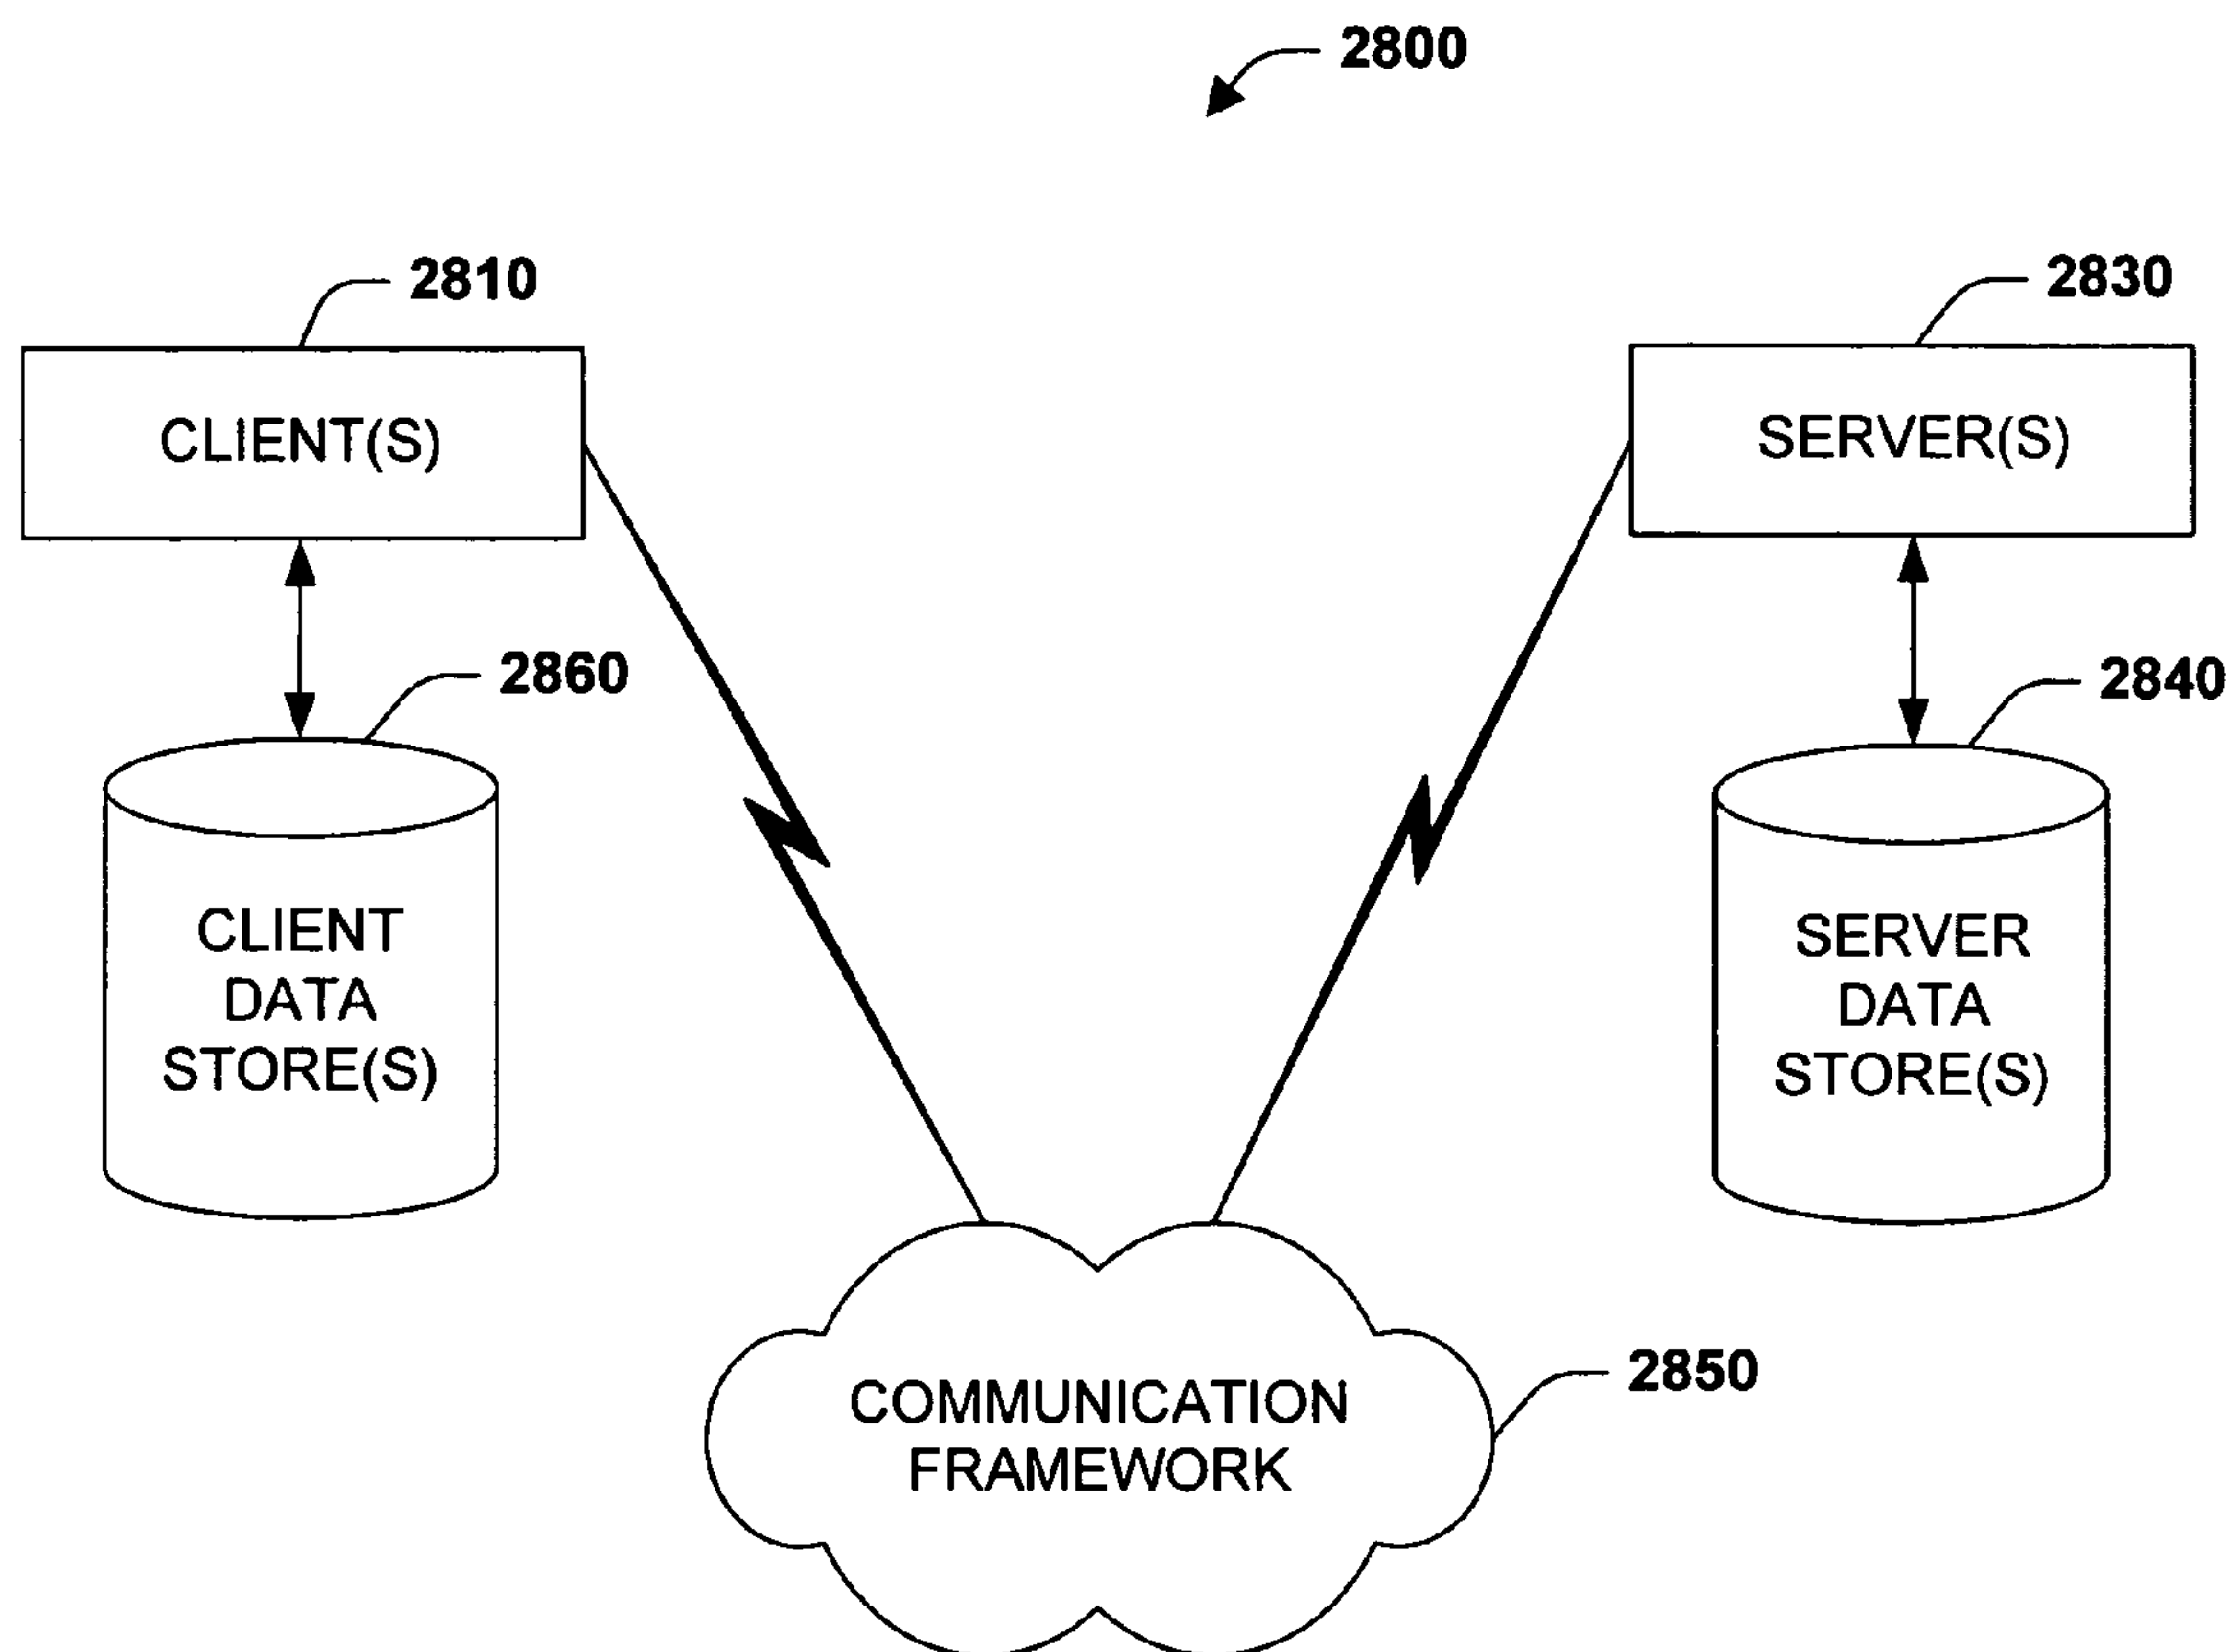 2800
2810
2830
CLIENT(S)
SERVER(S)
2860
2840
CLIENT
DATA
STORE(S)
SERVER
DATA
STORE(S)
2850
COMMUNICATION
FRAMEWORK